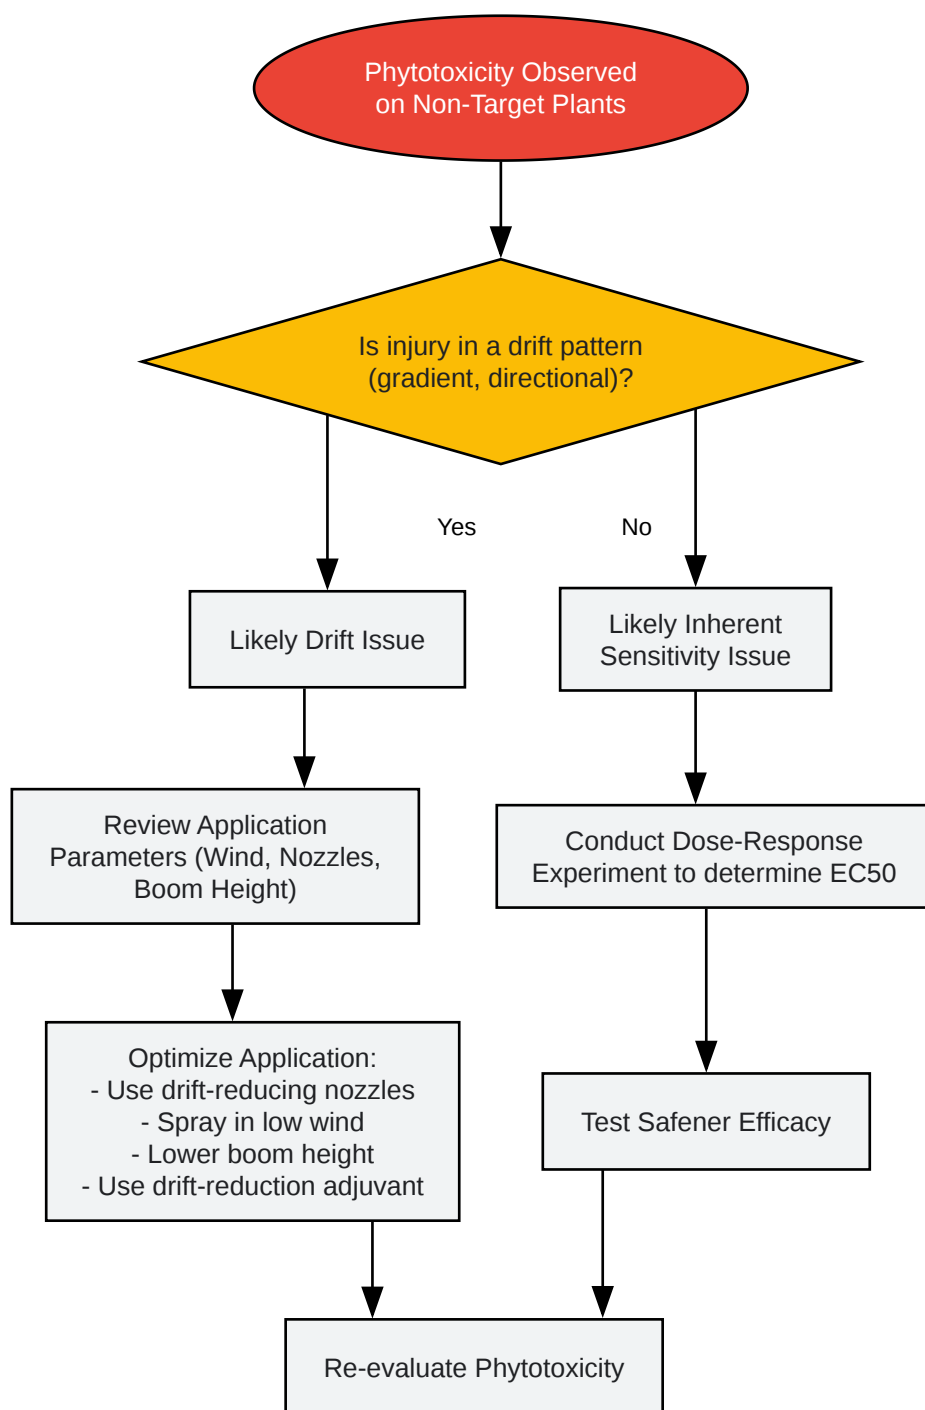 Phytotoxicity Observed
on Non-Target Plants
Is injury in a drift pattern
(gradient, directional)?
Yes
No
Likely Drift Issue
Likely Inherent
Sensitivity Issue
Review Application
Parameters (Wind, Nozzles,
Boom Height)
Conduct Dose-Response
Experiment to determine EC50
Optimize Application:
- Use drift-reducing nozzles
- Spray in low wind
- Lower boom height
- Use drift-reduction adjuvant
Test Safener Efficacy
Re-evaluate Phytotoxicity